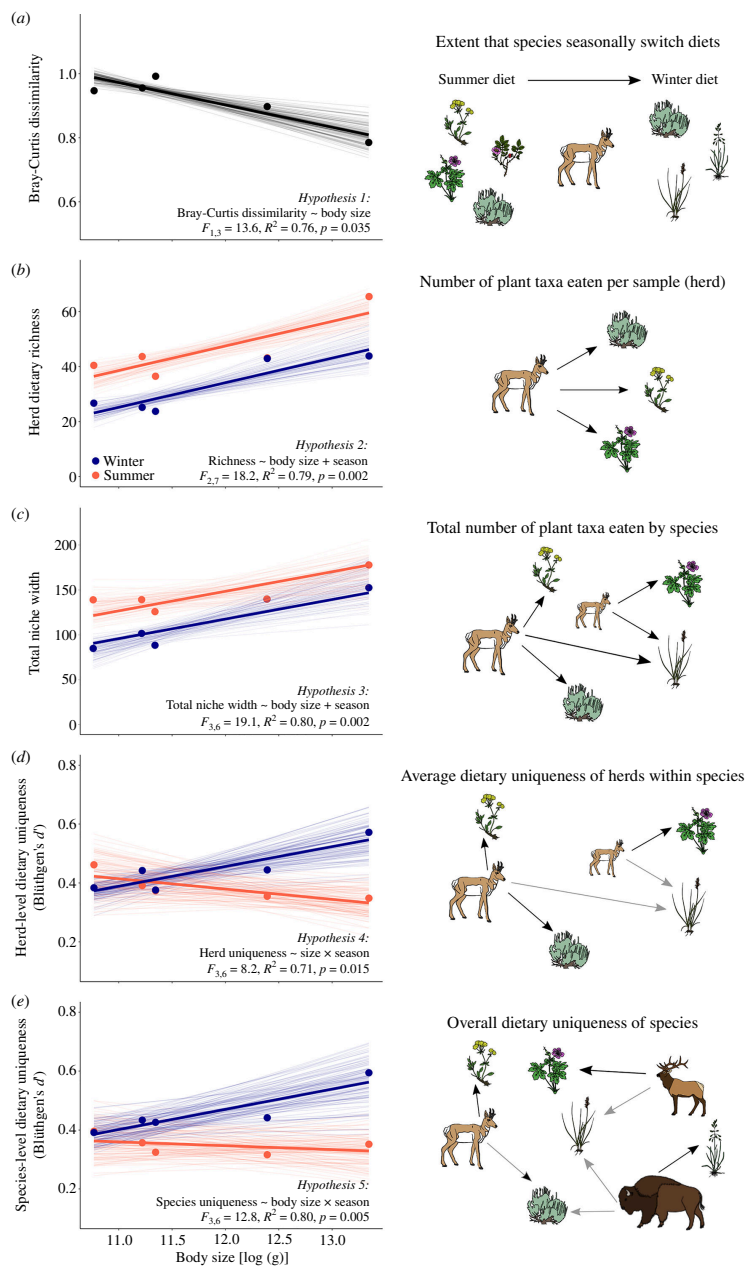 (a)
1.0
0.8
0.6
Bray-Curtis dissimilarity
Hypothesis 1:
Bray-Curtis dissimilarity ~ body size
F1,3 = 13.6, R2 = 0.76, p = 0.035
Extent that species seasonally switch diets
Summer diet
Winter diet
(b)
60
40
20
0
Herd dietary richness
Winter
Summer
Hypothesis 2:
Richness ~ body size + season
F2,7 = 18.2, R2 = 0.79, p = 0.002
Number of plant taxa eaten per sample (herd)
(c)
200
150
100
50
0
Total niche width
Hypothesis 3:
Total niche width ~ body size + season
F3,6 = 19.1, R2 = 0.80, p = 0.002
Total number of plant taxa eaten by species
(d)
0.8
0.6
0.4
0.2
Herd-level dietary uniqueness
(Blüthgen's d')
Hypothesis 4:
Herd uniqueness ~ size × season
F3,6 = 8.2, R2 = 0.71, p = 0.015
Average dietary uniqueness of herds within species
(e)
0.8
0.6
0.4
0.2
Species-level dietary uniqueness
(Blüthgen's d')
Hypothesis 5:
Species uniqueness ~ body size × season
F3,6 = 12.8, R2 = 0.80, p = 0.005
11.0
11.5
12.0
12.5
13.0
Body size [log (g)]
Overall dietary uniqueness of species